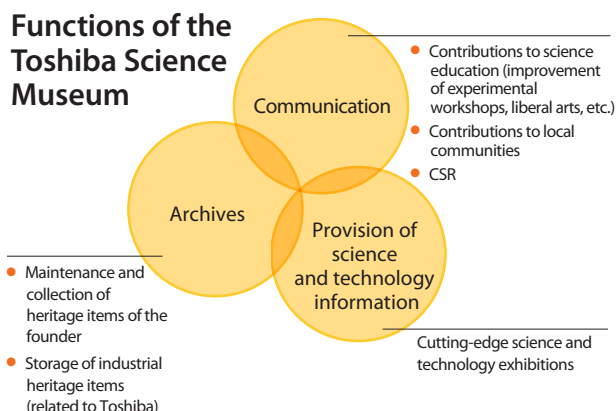 Functions of the
Toshiba Science
Museum
Communication
• Contributions to science
education (improvement
of experimental
workshops, liberal arts, etc.)
• Contributions to local
communities
• CSR
Archives
• Maintenance and
collection of
heritage items of the
founder
• Storage of industrial
heritage items
(related to Toshiba)
Provision of
science
and technology
information
Cutting-edge science and
technology exhibitions